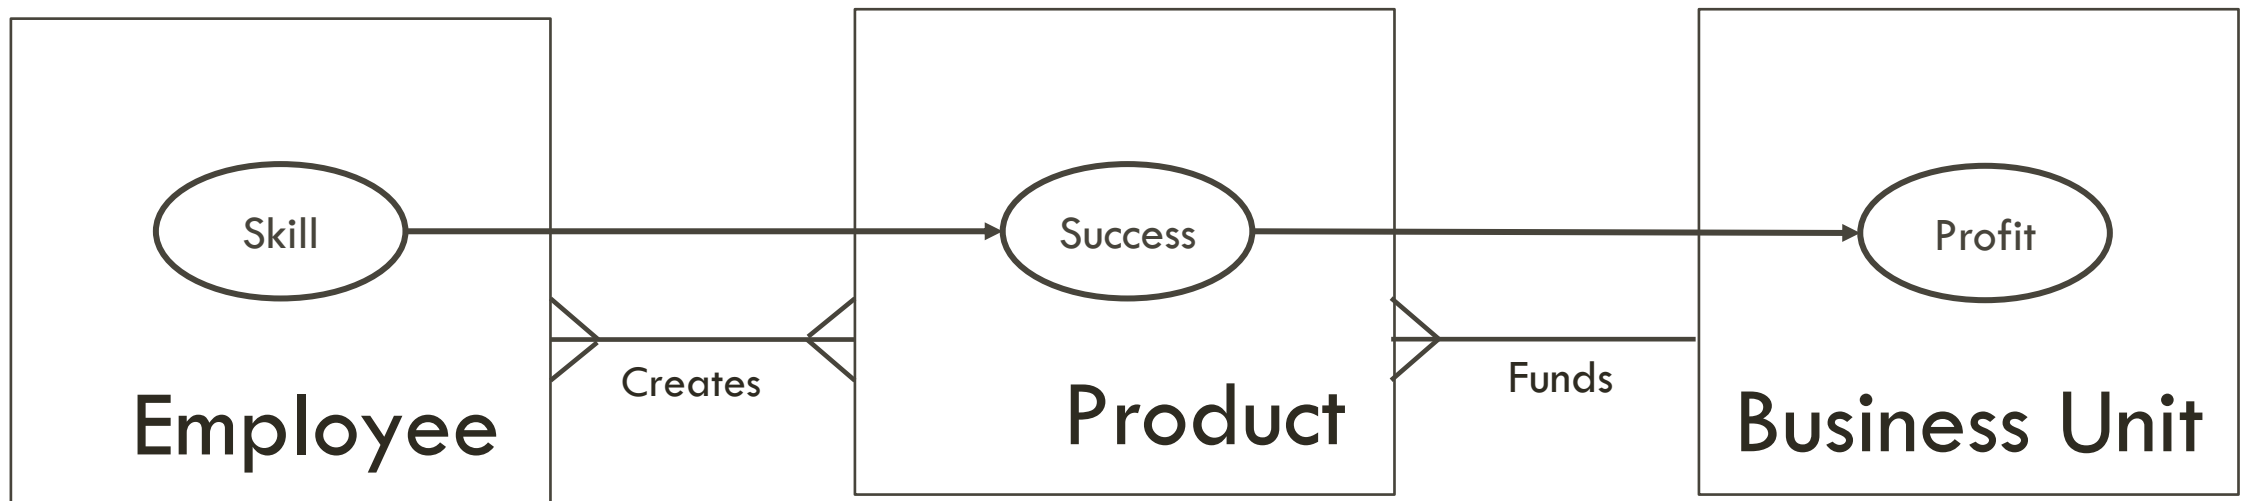 Skill
Success
Profit
Creates
Funds
Employee
Product
Business Unit